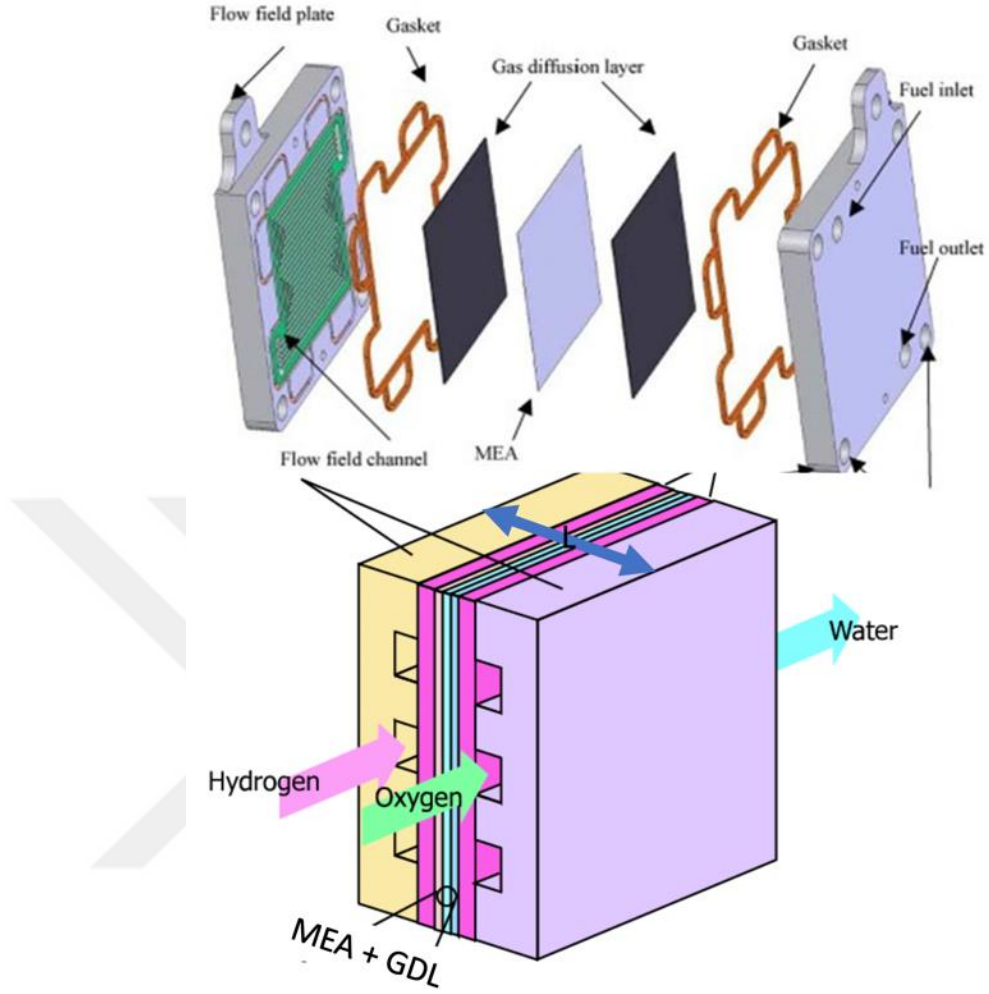 Flow field plate
Gasket
Gas diffusion layer
Gasket
Fuel inlet
Fuel outlet
Flow field channel
MEA
L
Water
Hydrogen
Oxygen
MEA + GDL